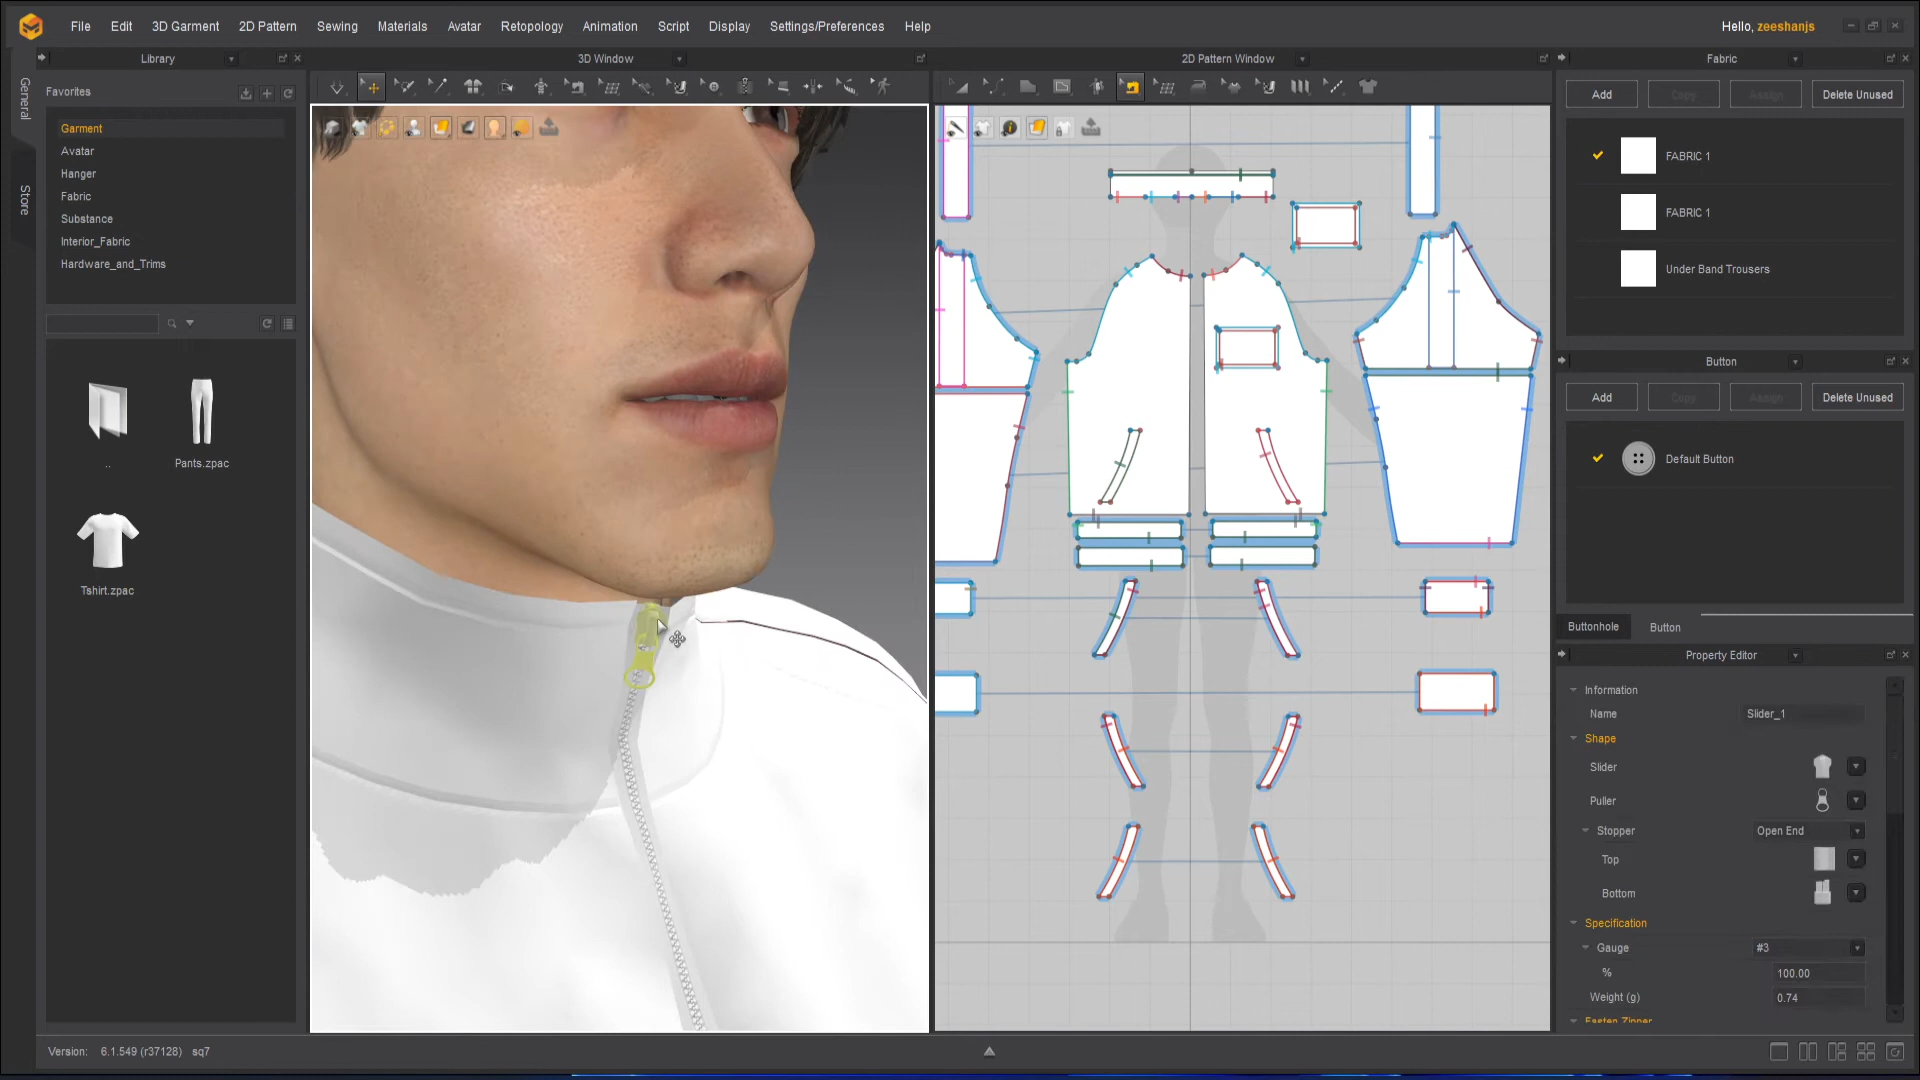 File Edit 3D Garment 2D Pattern Sewing Materials Avatar Retopology Animation Script Display Settings/Preferences Help
Hello, zeeshanjs
Library
3D Window
2D Pattern Window
Fabric
General
Store
Favorites
Garment
Avatar
Hanger
Fabric
Substance
Interior_Fabric
Hardware_and_Trims
..
Pants.zpac
Tshirt.zpac
Add Copy Assign Delete Unused
FABRIC 1
FABRIC 1
Under Band Trousers
Button
Add Copy Assign Delete Unused
Default Button
Buttonhole Button
Property Editor
Information
Name Slider_1
Shape
Slider
Puller
Stopper Open End
Top
Bottom
Specification
Gauge #3
% 100.00
Weight (g) 0.74
Fasten Zipper
Version: 6.1.549 (r37128) sq7